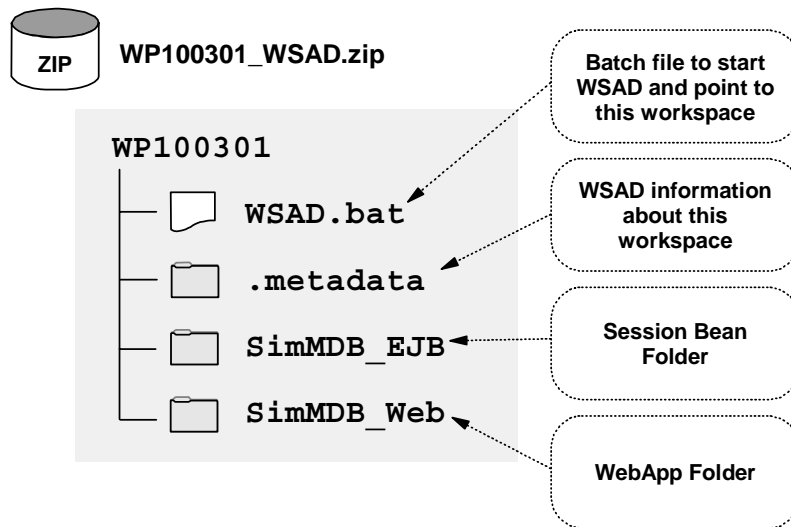 ZIP
WP100301_WSAD.zip
WP100301
WSAD.bat
.metadata
SimMDB_EJB
SimMDB_Web
Batch file to start
WSAD and point to
this workspace
WSAD information
about this
workspace
Session Bean
Folder
WebApp Folder